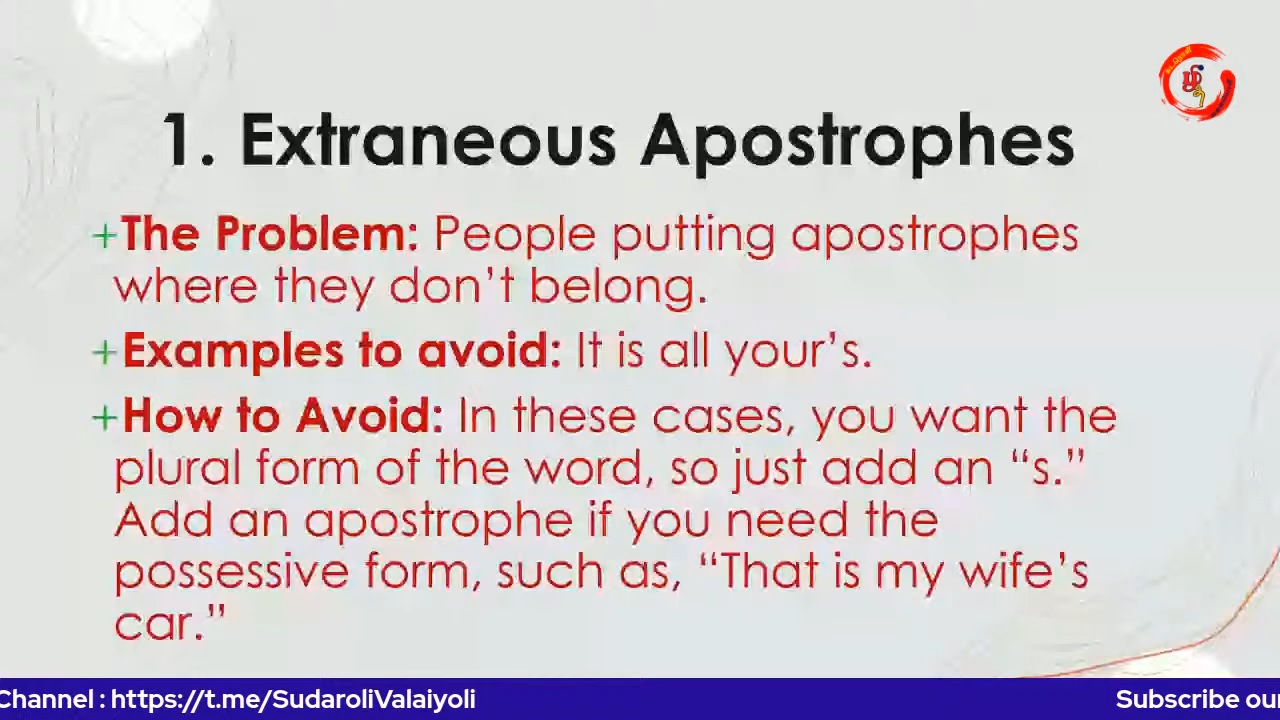 1. Extraneous Apostrophes
+The Problem: People putting apostrophes
where they don’t belong.
+Examples to avoid: It is all your’s.
+How to Avoid: In these cases, you want the
plural form of the word, so just add an “s.”
Add an apostrophe if you need the
possessive form, such as, “That is my wife’s
car.”
Channel : https://t.me/SudaroliValaiyoli Subscribe our